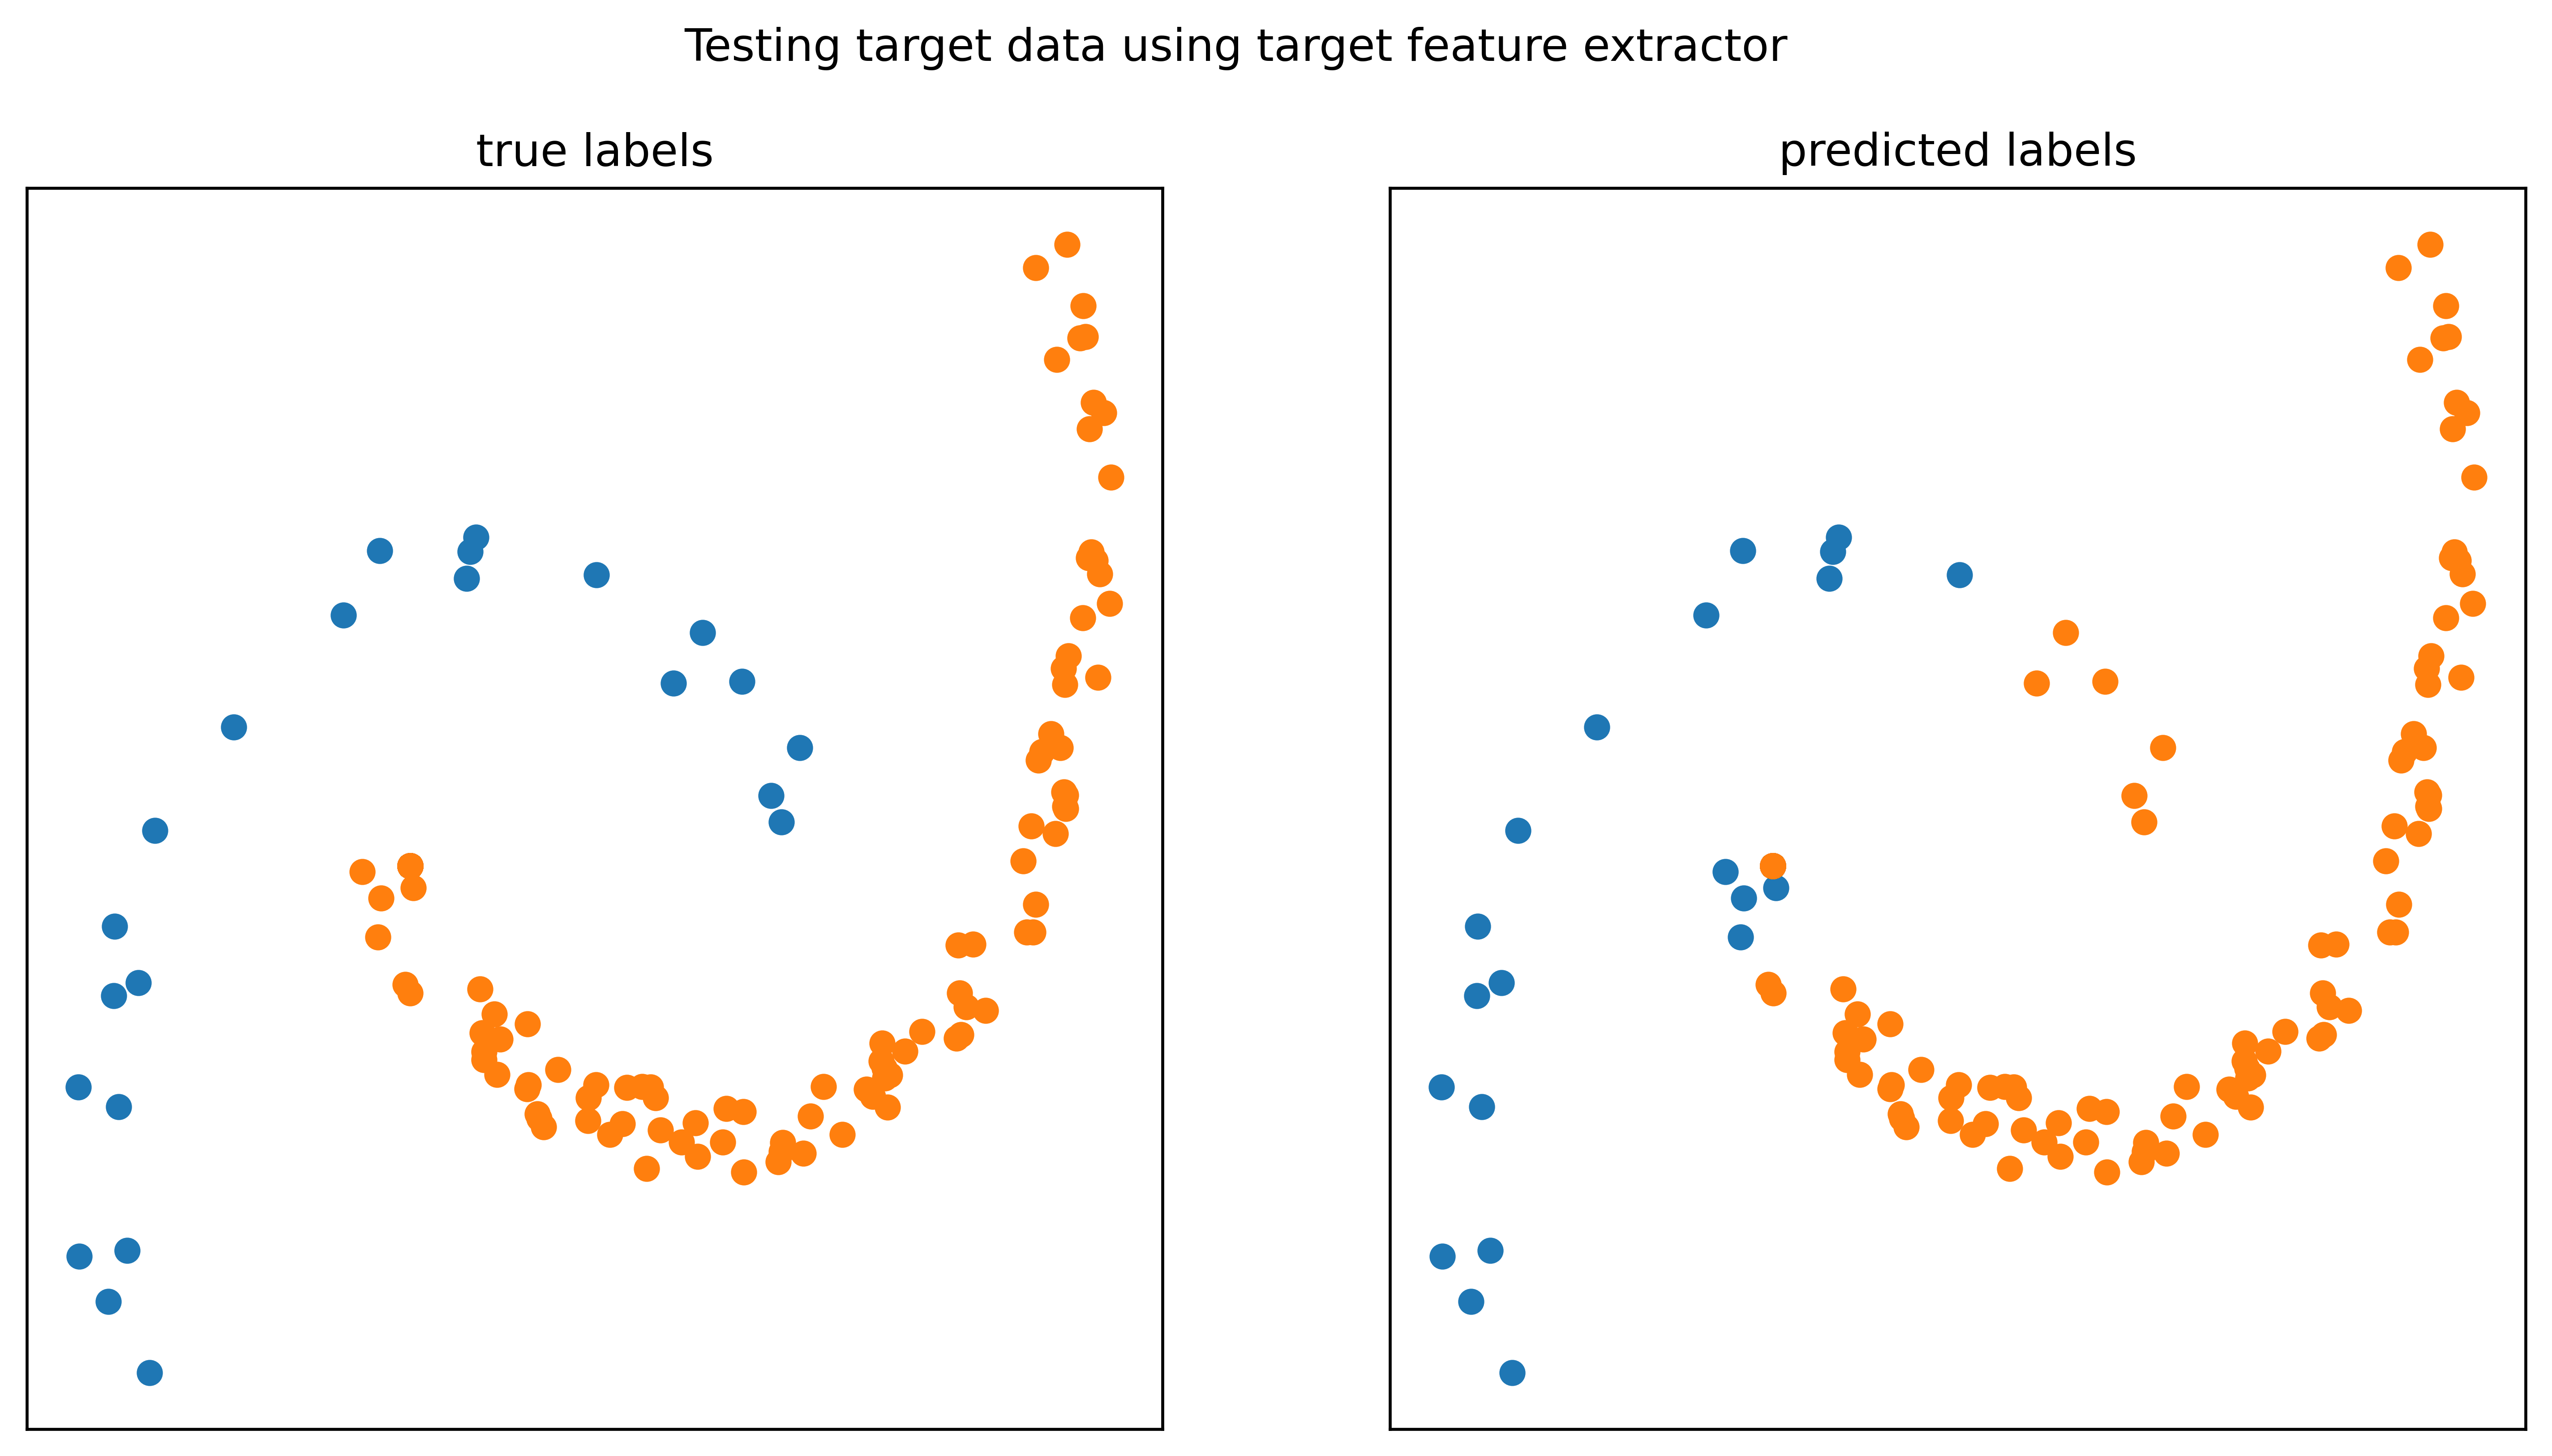 Testing target data using target feature extractor
true labels
predicted labels